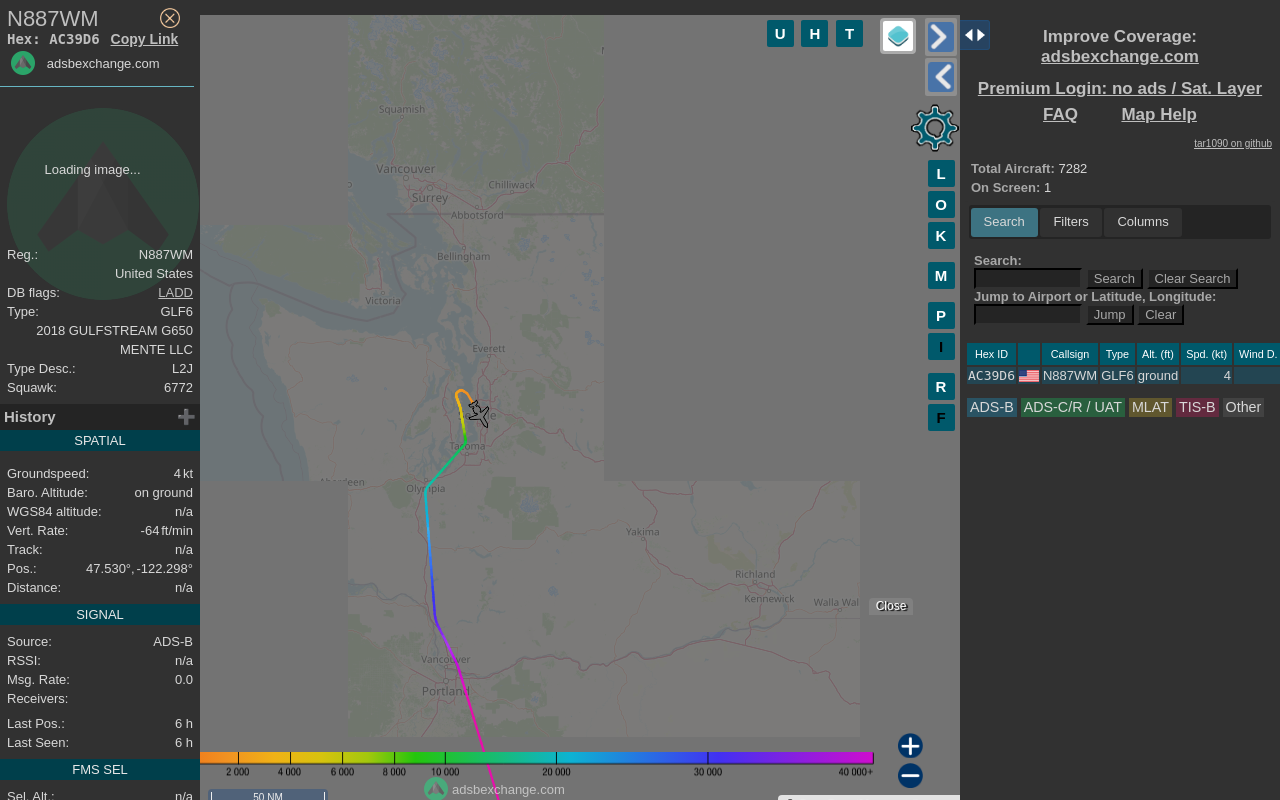 N887WM
Hex: AC39D6 Copy Link
adsbexchange.com
Loading image...
Reg.: N887WM
United States
DB flags: LADD
Type: GLF6
2018 GULFSTREAM G650
MENTE LLC
Type Desc.: L2J
Squawk: 6772
History
SPATIAL
Groundspeed: 4 kt
Baro. Altitude: on ground
WGS84 altitude: n/a
Vert. Rate: -64 ft/min
Track: n/a
Pos.: 47.530°, -122.298°
Distance: n/a
SIGNAL
Source: ADS-B
RSSI: n/a
Msg. Rate: 0.0
Receivers:
Last Pos.: 6 h
Last Seen: 6 h
FMS SEL
Sel. Alt.: n/a
U H T
L
O
K
M
P
I
R
F
Squamish
Vancouver
Surrey
Chilliwack
Abbotsford
Bellingham
Victoria
Everett
Tacoma
Aberdeen
Olympia
Yakima
Richland
Kennewick
Walla Wal
Vancouver
Portland
Close
2 000 4 000 6 000 8 000 10 000 20 000 30 000 40 000+
adsbexchange.com
50 NM
Improve Coverage:
adsbexchange.com
Premium Login: no ads / Sat. Layer
FAQ Map Help
tar1090 on github
Total Aircraft: 7282
On Screen: 1
Search Filters Columns
Search:
Search Clear Search
Jump to Airport or Latitude, Longitude:
Jump Clear
Hex ID Callsign Type Alt. (ft) Spd. (kt) Wind D.
AC39D6 N887WM GLF6 ground 4
ADS-B ADS-C/R / UAT MLAT TIS-B Other